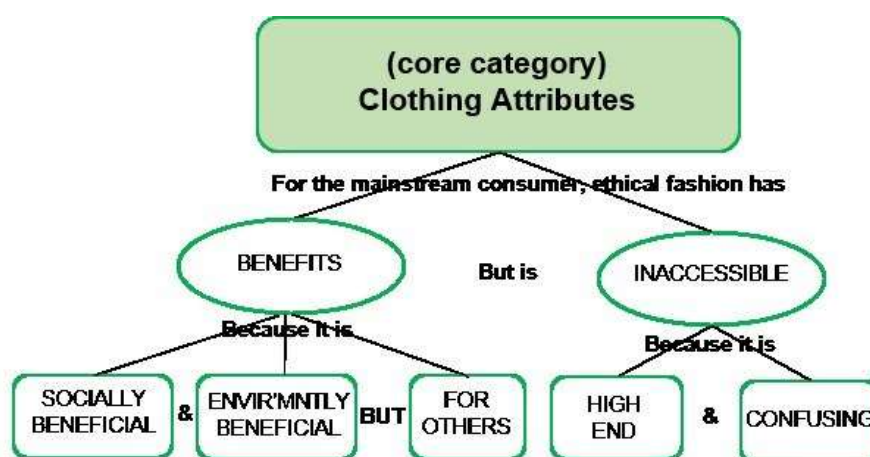 (core category)
Clothing Attributes
For the mainstream consumer, ethical fashion has
BENEFITS
But is
INACCESSIBLE
Because it is
Because it is
SOCIALLY
BENEFICIAL
&
ENVIR'MNTLY
BENEFICIAL
BUT
FOR
OTHERS
HIGH
END
&
CONFUSING